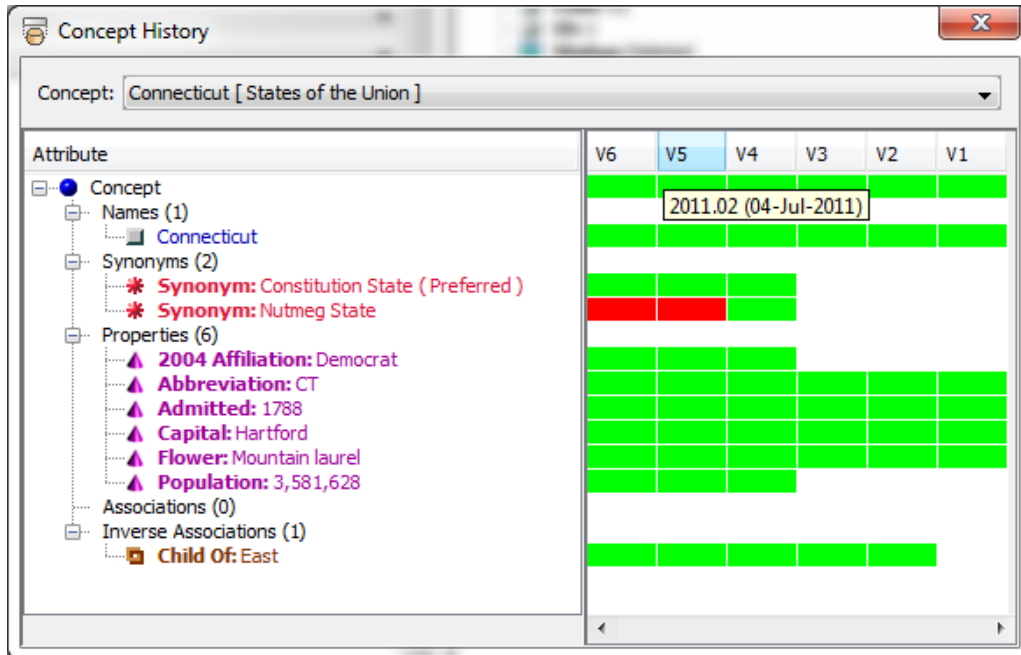 Concept History
Concept: Connecticut [ States of the Union ]
Attribute V6 V5 V4 V3 V2 V1
Concept
2011.02 (04-Jul-2011)
Names (1)
Connecticut
Synonyms (2)
Synonym: Constitution State ( Preferred )
Synonym: Nutmeg State
Properties (6)
2004 Affiliation: Democrat
Abbreviation: CT
Admitted: 1788
Capital: Hartford
Flower: Mountain laurel
Population: 3,581,628
Associations (0)
Inverse Associations (1)
Child Of: East